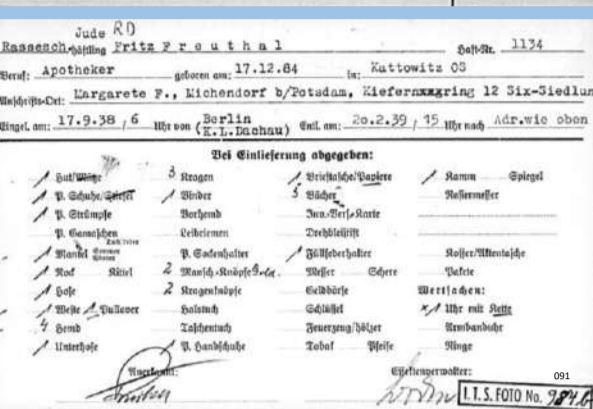 Jude RD
Rassesch.-Häftling Fritz F r e u t h a l Haft-Nr. 1134
Beruf: Apotheker geboren am: 17.12.84 in: Kattowitz OS
Anschrifts-Ort: Margarete F., Michendorf b/Potsdam, Kiefernxxxgring 12 Six-Siedlun
Eingel. am: 17.9.38, 6 Uhr von Berlin (K.L.Dachau) Entl. am: 20.2.39, 15 Uhr nach Adr.wie oben
Bei Einlieferung abgegeben:
/ Hut/Mütze 3 Kragen / Brieftasche/Papiere / Kamm Spiegel
/ P. Schuhe/Stiefel / Binder 5 Bücher Rasiermesser
/ P. Strümpfe Vorhemd Inv.-Vers.-Karte
P. Gamaschen Leibriemen Drehbleistift
/ Mantel P. Sockenhalter / Füllfederhalter Koffer/Aktentasche
/ Rock Kittel 2 Mansch.-Knöpfe Gold. Messer Schere Pakete
/ Hose 2 Kragenknöpfe Geldbörse Wertsachen:
/ Weste / Pullover Halstuch Schlüssel x/ Uhr mit Kette
4 Hemd Taschentuch Feuerzeug/hölzer Armbanduhr
/ Unterhose / P. Handschuhe Tabak Pfeife Ringe
Anerkannt: Effektenverwalter:
091
I.T.S. FOTO No.